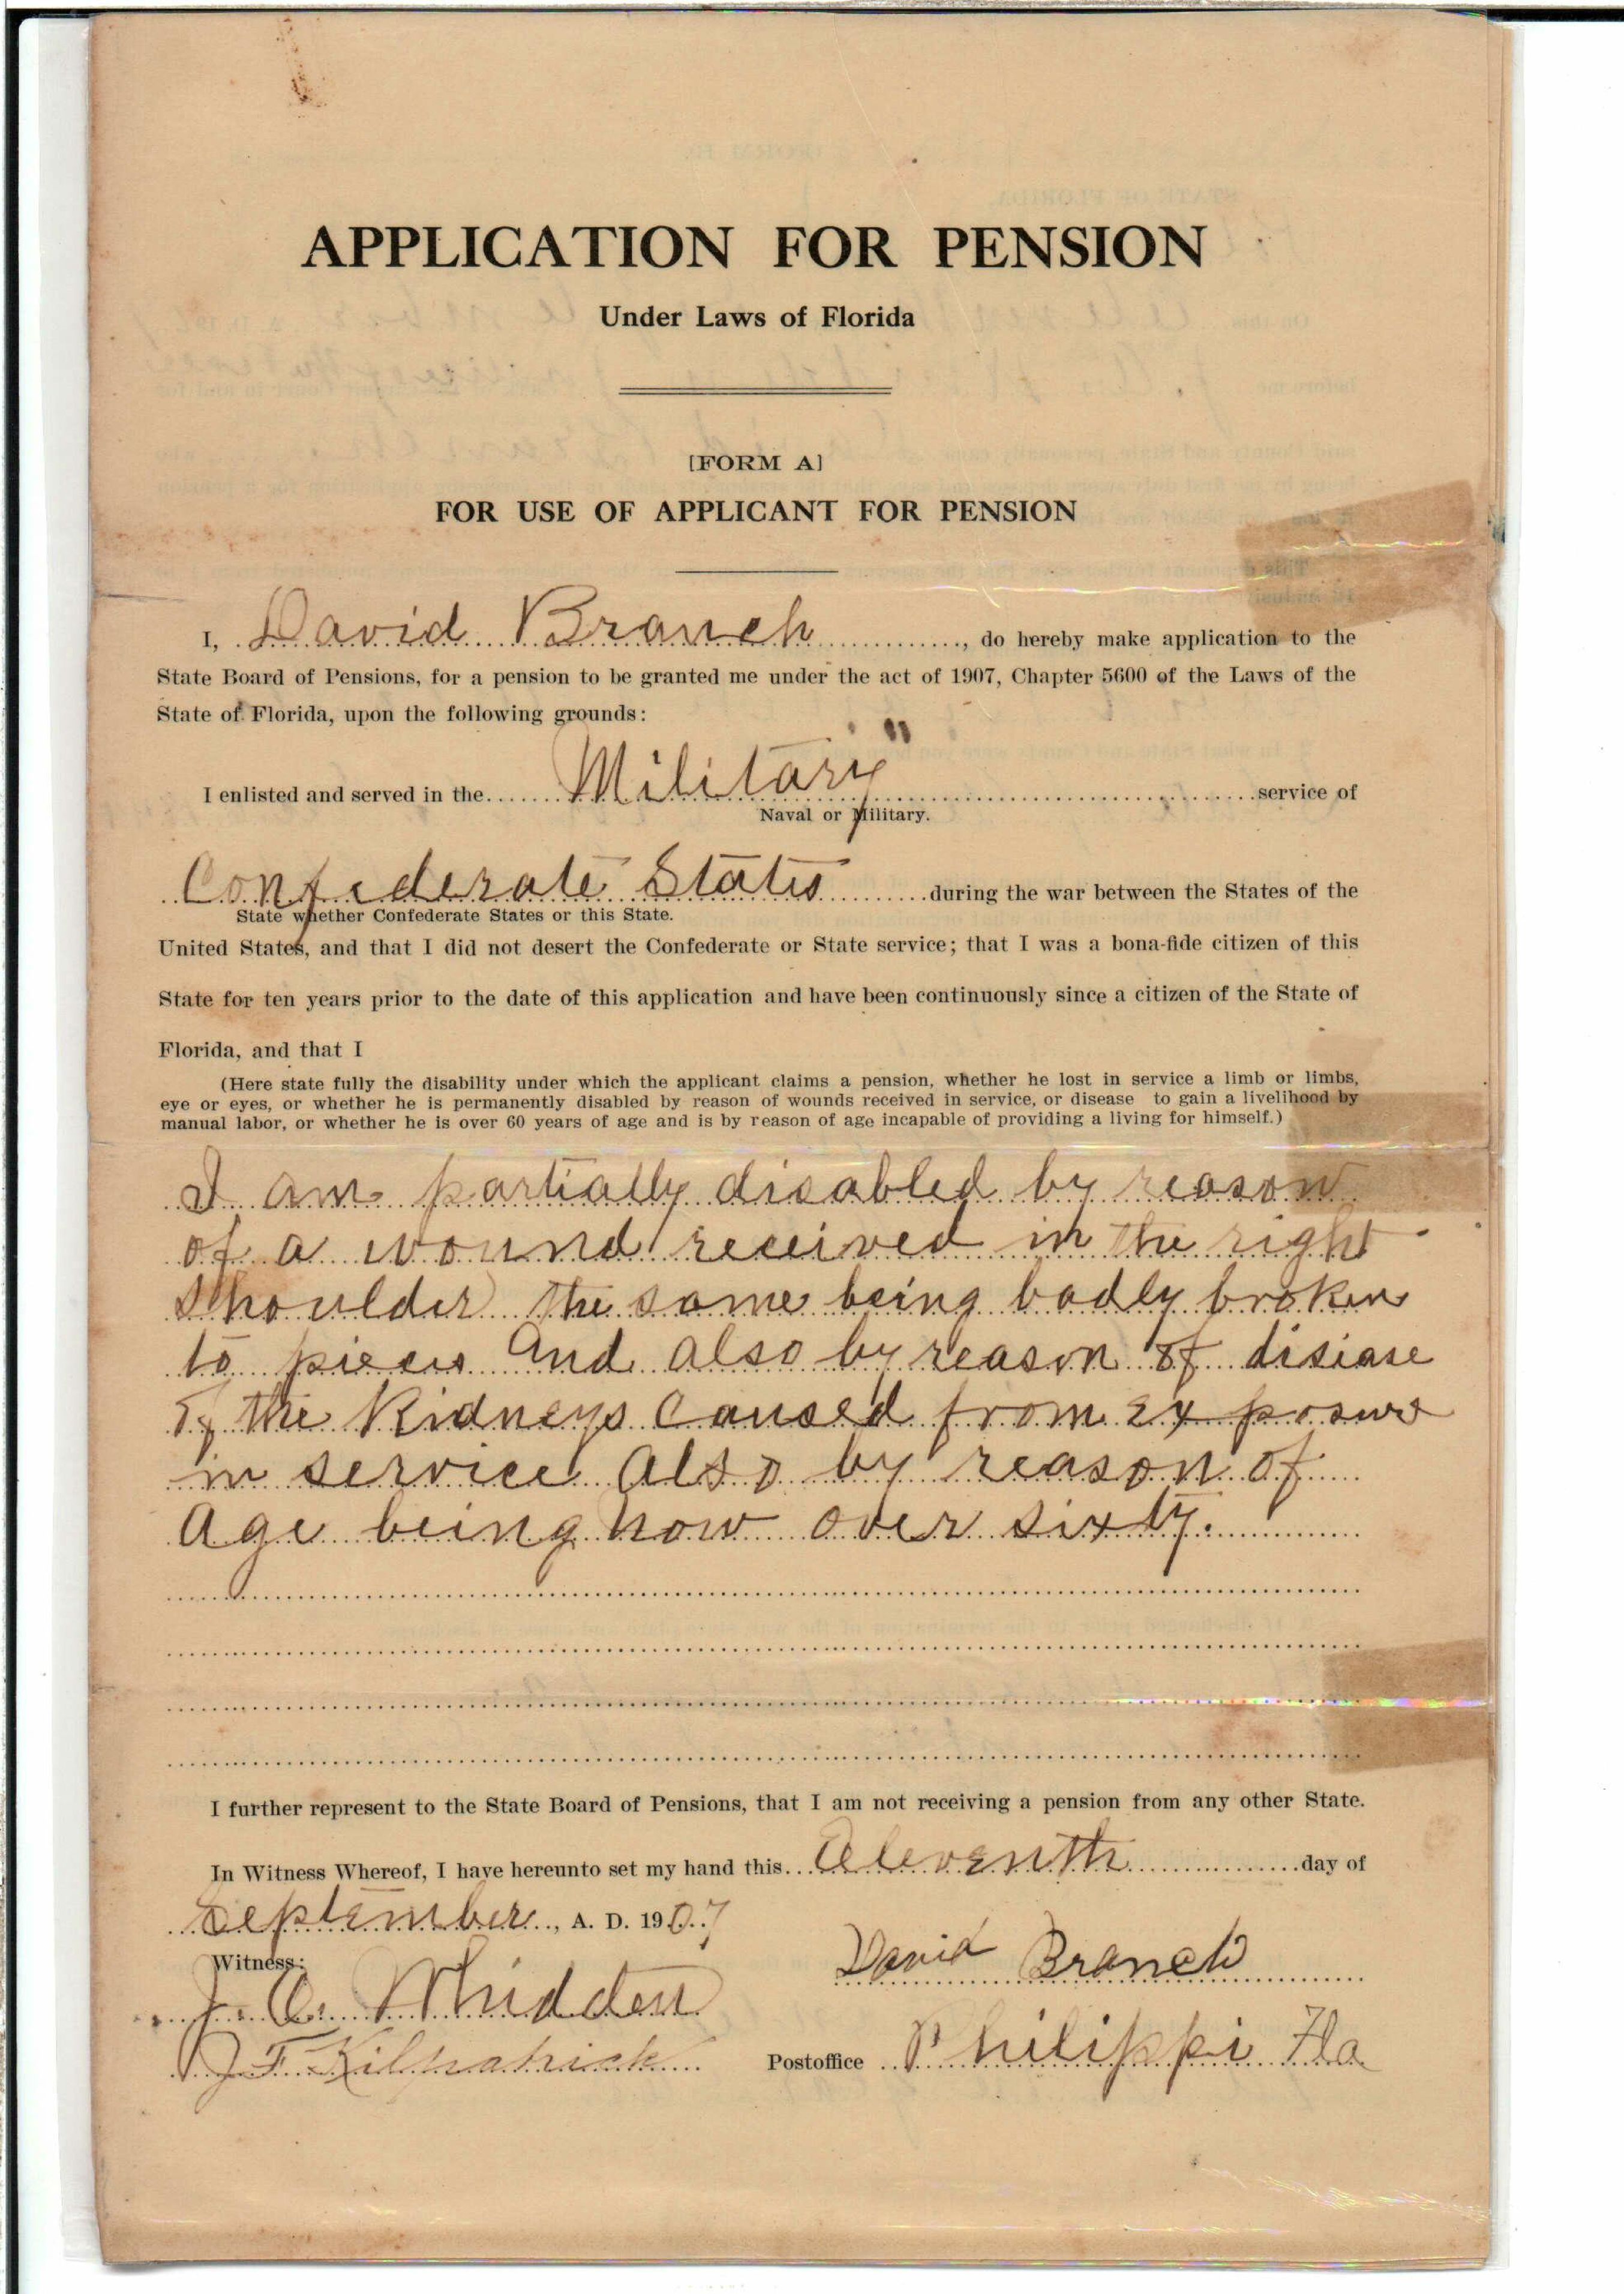 APPLICATION FOR PENSION
Under Laws of Florida
[FORM A]
FOR USE OF APPLICANT FOR PENSION
I, David Branch, do hereby make application to the
State Board of Pensions, for a pension to be granted me under the act of 1907, Chapter 5600 of the Laws of the
State of Florida, upon the following grounds:
I enlisted and served in the Military service of
Naval or Military.
Confederate States during the war between the States of the
State whether Confederate States or this State.
United States, and that I did not desert the Confederate or State service; that I was a bona-fide citizen of this
State for ten years prior to the date of this application and have been continuously since a citizen of the State of
Florida, and that I
(Here state fully the disability under which the applicant claims a pension, whether he lost in service a limb or limbs,
eye or eyes, or whether he is permanently disabled by reason of wounds received in service, or disease to gain a livelihood by
manual labor, or whether he is over 60 years of age and is by reason of age incapable of providing a living for himself.)
I am partially disabled by reason
of a wound received in the right
Shoulder the same being badly broken
to pieces And also by reason of disiase
of the Kidneys Caused from exposure
in service Also by reason of
Age being now over sixty.
I further represent to the State Board of Pensions, that I am not receiving a pension from any other State.
In Witness Whereof, I have hereunto set my hand this Eleventh day of
September, A. D. 1907
Witness:
David Branch
J. C. Whidden
J F Kilpatrick
Postoffice Philippi Fla